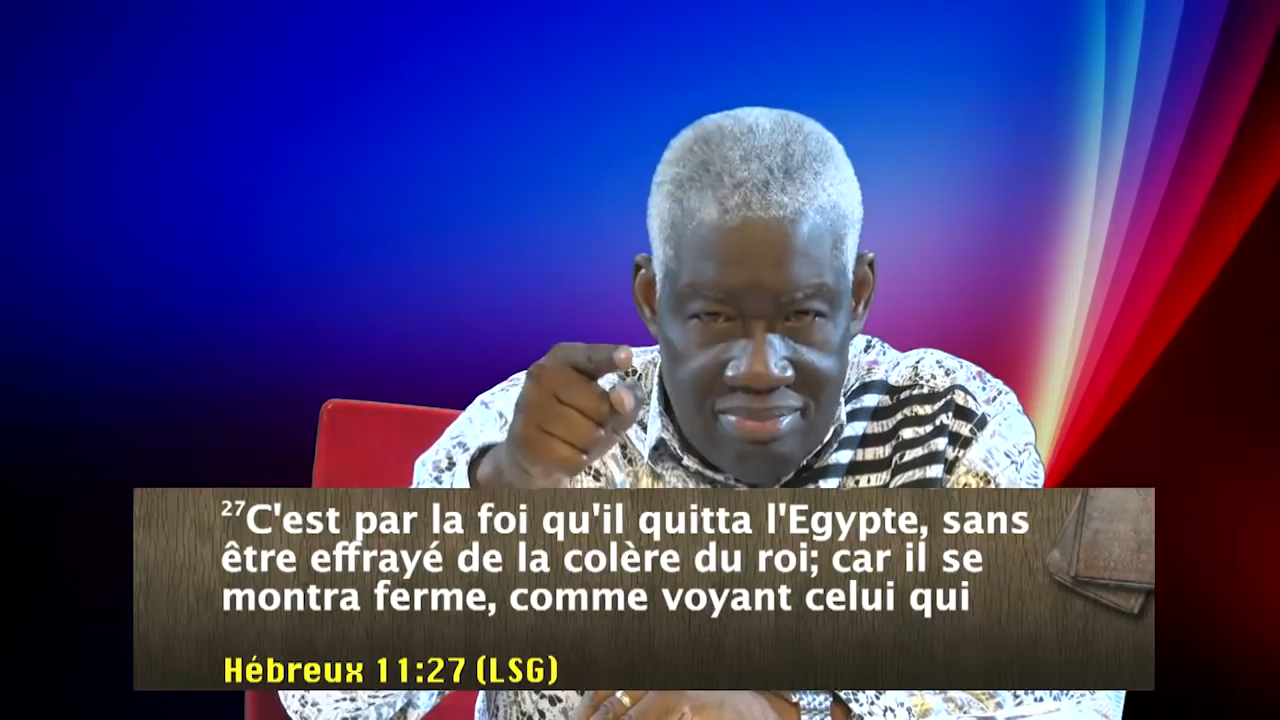 27C'est par la foi qu'il quitta l'Egypte, sans
être effrayé de la colère du roi; car il se
montra ferme, comme voyant celui qui
Hébreux 11:27 (LSG)